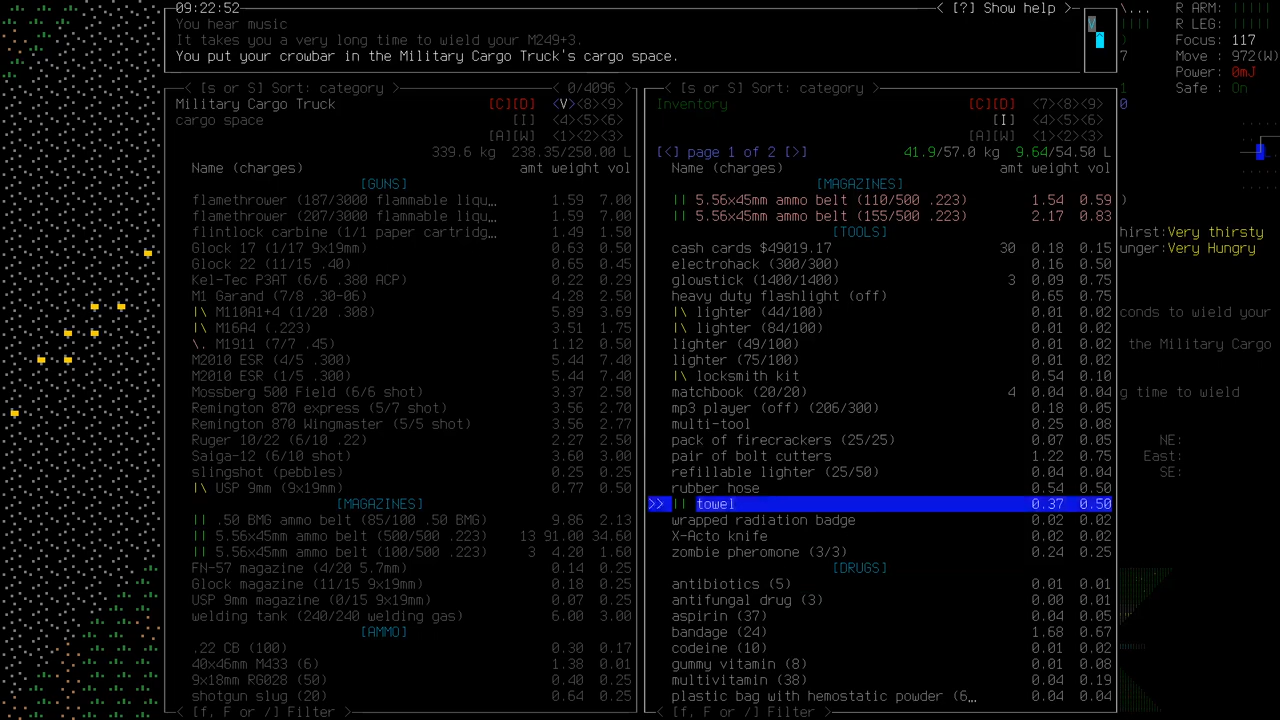 09:22:52
< [?] Show help >
You hear music
It takes you a very long time to wield your M249+3.
You put your crowbar in the Military Cargo Truck's cargo space.
\...
R ARM:
R LEG:
Focus: 117
7 Move : 972(W)
Power: 0mJ
1 Safe : On
0
< [s or S] Sort: category > < 0/4096 >
Military Cargo Truck [C][D] <V><8><9>
cargo space [I] <4><5><6>
[A][W] <1><2><3>
339.6 kg 238.35/250.00 L
Name (charges) amt weight vol
[GUNS]
flamethrower (187/3000 flammable liqu… 1.59 7.00
flamethrower (207/3000 flammable liqu… 1.59 7.00
flintlock carbine (1/1 paper cartridg… 1.49 1.50
Glock 17 (1/17 9x19mm) 0.63 0.50
Glock 22 (11/15 .40) 0.65 0.45
Kel-Tec P3AT (6/6 .380 ACP) 0.22 0.29
M1 Garand (7/8 .30-06) 4.28 2.50
|\ M110A1+4 (1/20 .308) 5.89 3.69
|\ M16A4 (.223) 3.51 1.75
\. M1911 (7/7 .45) 1.12 0.50
M2010 ESR (4/5 .300) 5.44 7.40
M2010 ESR (1/5 .300) 5.44 7.40
Mossberg 500 Field (6/6 shot) 3.37 2.50
Remington 870 express (5/7 shot) 3.56 2.70
Remington 870 Wingmaster (5/5 shot) 3.56 2.77
Ruger 10/22 (6/10 .22) 2.27 2.50
Saiga-12 (6/10 shot) 3.60 3.00
slingshot (pebbles) 0.25 0.25
|\ USP 9mm (9x19mm) 0.77 0.50
[MAGAZINES]
|| .50 BMG ammo belt (85/100 .50 BMG) 9.86 2.13
|| 5.56x45mm ammo belt (500/500 .223) 13 91.00 34.60
|| 5.56x45mm ammo belt (100/500 .223) 3 4.20 1.60
FN-57 magazine (4/20 5.7mm) 0.14 0.25
Glock magazine (11/15 9x19mm) 0.18 0.25
USP 9mm magazine (0/15 9x19mm) 0.07 0.25
welding tank (240/240 welding gas) 6.00 3.00
[AMMO]
.22 CB (100) 0.30 0.17
40x46mm M433 (6) 1.38 0.01
9x18mm RG028 (50) 0.40 0.25
shotgun slug (20) 0.64 0.25
< [f, F or /] Filter >
< [s or S] Sort: category >
Inventory [C][D] <7><8><9>
[I] <4><5><6>
[A][W] <1><2><3>
[<] page 1 of 2 [>] 41.9/57.0 kg 9.64/54.50 L
Name (charges) amt weight vol
[MAGAZINES]
|| 5.56x45mm ammo belt (110/500 .223) 1.54 0.59
|| 5.56x45mm ammo belt (155/500 .223) 2.17 0.83
[TOOLS]
cash cards $49019.17 30 0.18 0.15
electrohack (300/300) 0.16 0.50
glowstick (1400/1400) 3 0.09 0.75
heavy duty flashlight (off) 0.65 0.75
|\ lighter (44/100) 0.01 0.02
|\ lighter (84/100) 0.01 0.02
lighter (49/100) 0.01 0.02
lighter (75/100) 0.01 0.02
|\ locksmith kit 0.54 0.10
matchbook (20/20) 4 0.04 0.04
mp3 player (off) (206/300) 0.18 0.05
multi-tool 0.25 0.08
pack of firecrackers (25/25) 0.07 0.05
pair of bolt cutters 1.22 0.75
refillable lighter (25/50) 0.04 0.02
rubber hose 0.54 0.50
>> || towel 0.37 0.50
wrapped radiation badge 0.02 0.02
X-Acto knife 0.02 0.02
zombie pheromone (3/3) 0.24 0.25
[DRUGS]
antibiotics (5) 0.01 0.01
antifungal drug (3) 0.00 0.01
aspirin (37) 0.04 0.05
bandage (24) 1.68 0.67
codeine (10) 0.01 0.02
gummy vitamin (8) 0.01 0.08
multivitamin (38) 0.04 0.19
plastic bag with hemostatic powder (6… 0.04 0.04
< [f, F or /] Filter >
)
hirst:Very thirsty
unger:Very Hungry
conds to wield your
the Military Cargo
g time to wield
NE:
East:
SE: